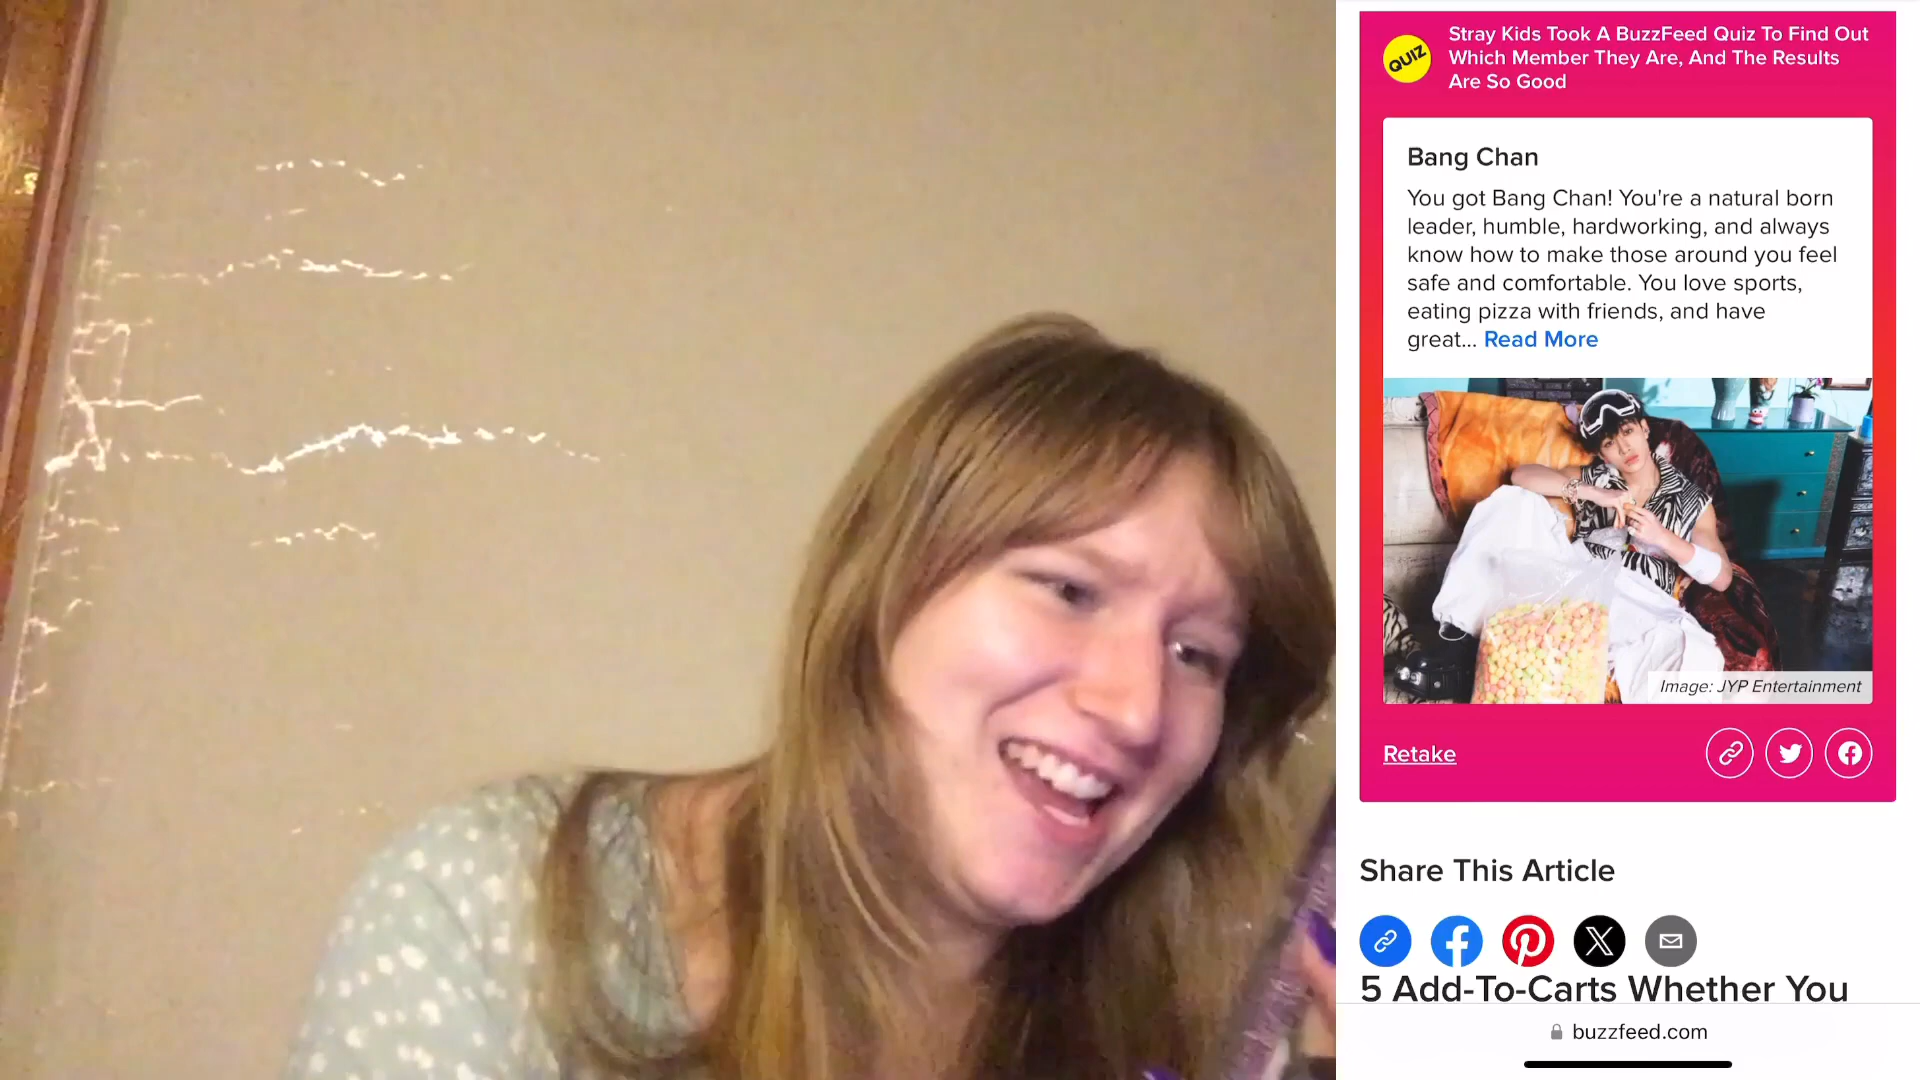 QUIZ
Stray Kids Took A BuzzFeed Quiz To Find Out
Which Member They Are, And The Results
Are So Good
Bang Chan
You got Bang Chan! You're a natural born
leader, humble, hardworking, and always
know how to make those around you feel
safe and comfortable. You love sports,
eating pizza with friends, and have
great... Read More
Image: JYP Entertainment
Retake
Share This Article
5 Add-To-Carts Whether You
buzzfeed.com